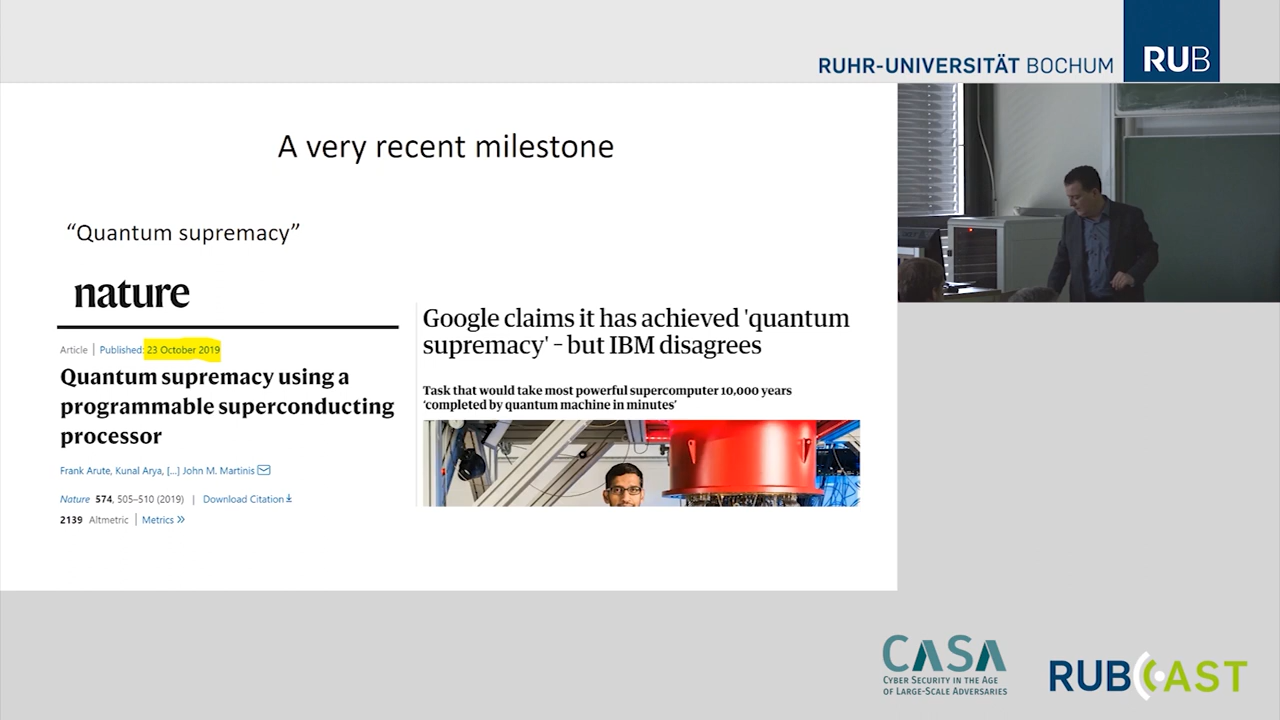 RUHR-UNIVERSITÄT BOCHUM
RUB
A very recent milestone
“Quantum supremacy”
nature
Article | Published: 23 October 2019
Quantum supremacy using a
programmable superconducting
processor
Frank Arute, Kunal Arya, [...] John M. Martinis
Nature 574, 505–510 (2019) | Download Citation
2139 Altmetric | Metrics »
Google claims it has achieved 'quantum
supremacy' – but IBM disagrees
Task that would take most powerful supercomputer 10,000 years
‘completed by quantum machine in minutes’
CASA
CYBER SECURITY IN THE AGE
OF LARGE-SCALE ADVERSARIES
RUBCAST